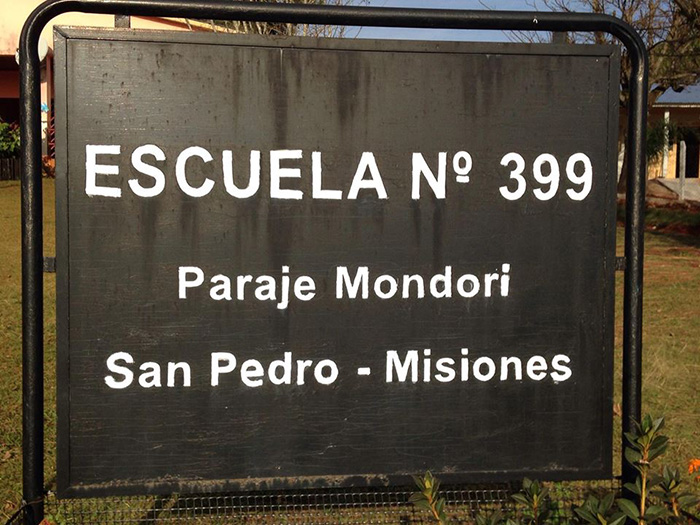 ESCUELA Nº 399
Paraje Mondori
San Pedro - Misiones